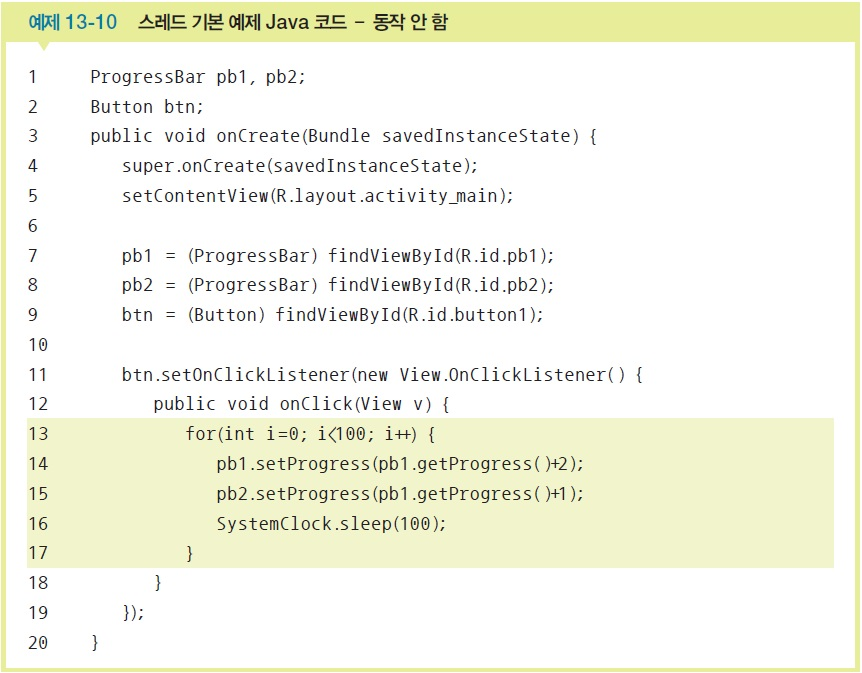 예제 13-10 스레드 기본 예제 Java 코드 – 동작 안 함
1 ProgressBar pb1, pb2;
2 Button btn;
3 public void onCreate(Bundle savedInstanceState) {
4 super.onCreate(savedInstanceState);
5 setContentView(R.layout.activity_main);
6
7 pb1 = (ProgressBar) findViewById(R.id.pb1);
8 pb2 = (ProgressBar) findViewById(R.id.pb2);
9 btn = (Button) findViewById(R.id.button1);
10
11 btn.setOnClickListener(new View.OnClickListener() {
12 public void onClick(View v) {
13 for(int i=0; i<100; i++) {
14 pb1.setProgress(pb1.getProgress()+2);
15 pb2.setProgress(pb1.getProgress()+1);
16 SystemClock.sleep(100);
17 }
18 }
19 });
20 }